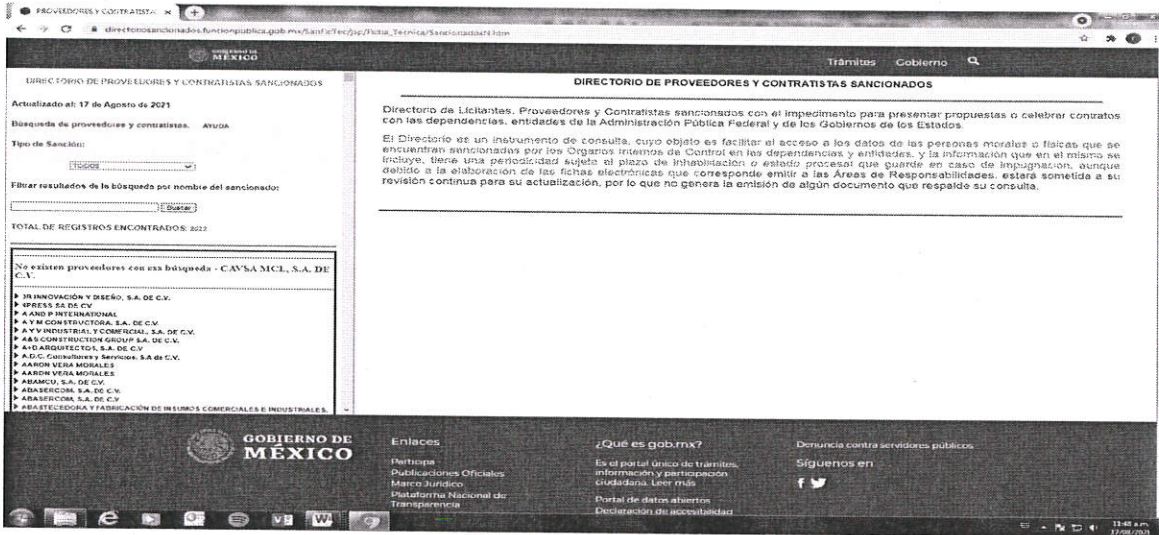 PROVEEDORES Y CONTRATISTA
directoriosancionados.funcionpublica.gob.mx/SanFicTec/jsp/Ficha_Tecnica/SancionadosN.htm
GOBIERNO DE
MÉXICO
Trámites Gobierno
DIRECTORIO DE PROVEEDORES Y CONTRATISTAS SANCIONADOS
Actualizado al: 17 de Agosto de 2021
Búsqueda de proveedores y contratistas. AYUDA
Tipo de Sanción:
TODOS
Filtrar resultados de la búsqueda por nombre del sancionado:
Buscar
TOTAL DE REGISTROS ENCONTRADOS: 2022
No existen proveedores con esa búsqueda - CAVSA MCL, S.A. DE
C.V.
3R INNOVACIÓN Y DISEÑO, S.A. DE C.V.
4PRESS SA DE CV
A AND P INTERNATIONAL
A Y M CONSTRUCTORA, S.A. DE C.V.
A Y V INDUSTRIAL Y COMERCIAL, S.A. DE C.V.
A&S CONSTRUCTION GROUP S.A. DE C.V.
A+D ARQUITECTOS, S.A. DE C.V
A.D.C. Consultores y Servicios, S.A de C.V.
AARON VERA MORALES
AARON VERA MORALES
ABAMCU, S.A. DE C.V.
ABASERCOM, S.A. DE C.V.
ABASERCOM, S.A. DE C.V
ABASTECEDORA Y FABRICACIÓN DE INSUMOS COMERCIALES E INDUSTRIALES,
DIRECTORIO DE PROVEEDORES Y CONTRATISTAS SANCIONADOS
Directorio de Licitantes, Proveedores y Contratistas sancionados con el impedimento para presentar propuestas o celebrar contratos
con las dependencias, entidades de la Administración Pública Federal y de los Gobiernos de los Estados.
El Directorio es un instrumento de consulta, cuyo objeto es facilitar el acceso a los datos de las personas morales o físicas que se
encuentran sancionados por los Órganos Internos de Control en las dependencias y entidades, y la información que en el mismo se
incluye, tiene una periodicidad sujeta al plazo de inhabilitación o estado procesal que guarde en caso de impugnación, aunque
debido a la elaboración de las fichas electrónicas que corresponde emitir a las Áreas de Responsabilidades, estará sometida a su
revisión continua para su actualización, por lo que no genera la emisión de algún documento que respalde su consulta.
GOBIERNO DE
MÉXICO
Enlaces
Participa
Publicaciones Oficiales
Marco Jurídico
Plataforma Nacional de
Transparencia
¿Qué es gob.mx?
Es el portal único de trámites,
información y participación
ciudadana. Leer más
Portal de datos abiertos
Declaración de accesibilidad
Denuncia contra servidores públicos
Síguenos en
11:48 a.m.
17/08/2021